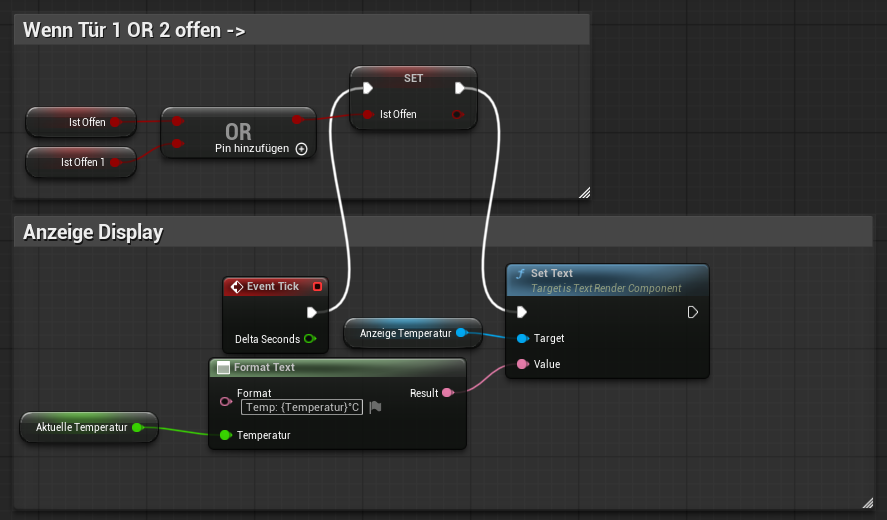 Wenn Tür 1 OR 2 offen ->
SET
Ist Offen
Ist Offen
OR
Pin hinzufügen
Ist Offen 1
Anzeige Display
Set Text
Target is Text Render Component
Event Tick
Delta Seconds
Anzeige Temperatur
Target
Value
Format Text
Format
Result
Temp: {Temperatur}°C
Aktuelle Temperatur
Temperatur